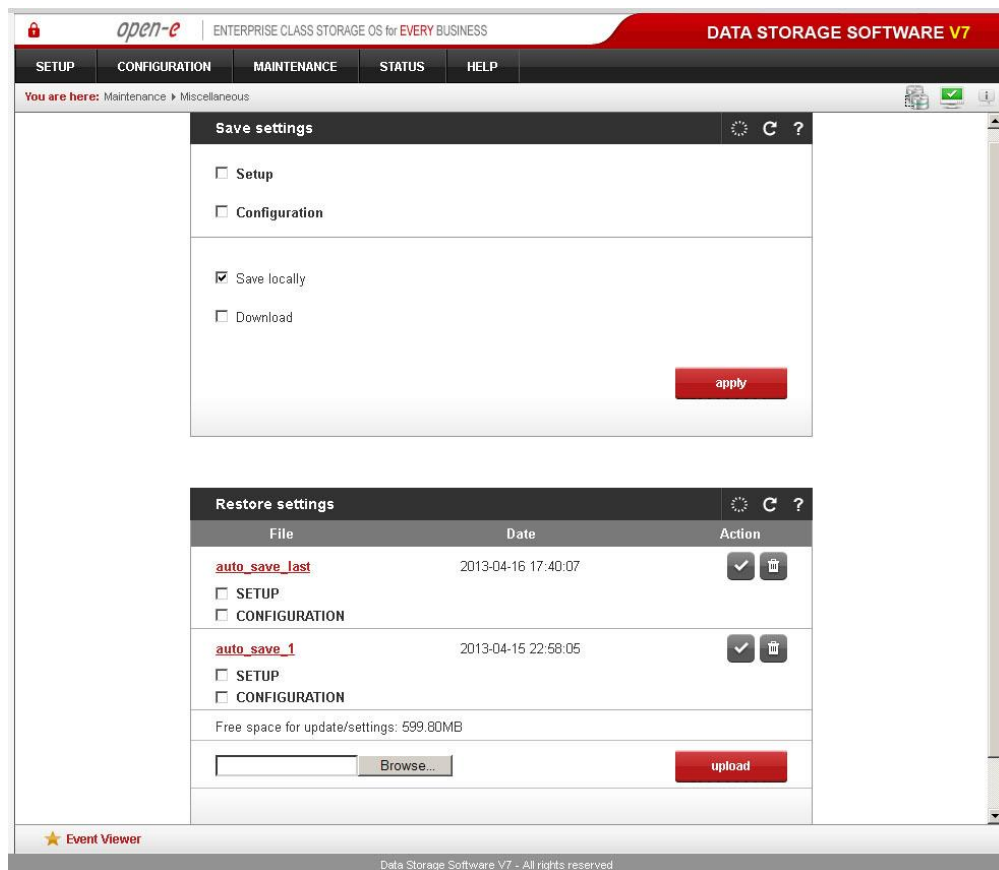 open-e ENTERPRISE CLASS STORAGE OS for EVERY BUSINESS DATA STORAGE SOFTWARE V7
SETUP CONFIGURATION MAINTENANCE STATUS HELP
You are here: Maintenance Miscellaneous
Save settings ?
Setup
Configuration
Save locally
Download
apply
Restore settings ?
File Date Action
auto_save_last 2013-04-16 17:40:07
SETUP
CONFIGURATION
auto_save_1 2013-04-15 22:58:05
SETUP
CONFIGURATION
Free space for update/settings: 599.80MB
Browse... upload
Event Viewer
Data Storage Software V7 - All rights reserved